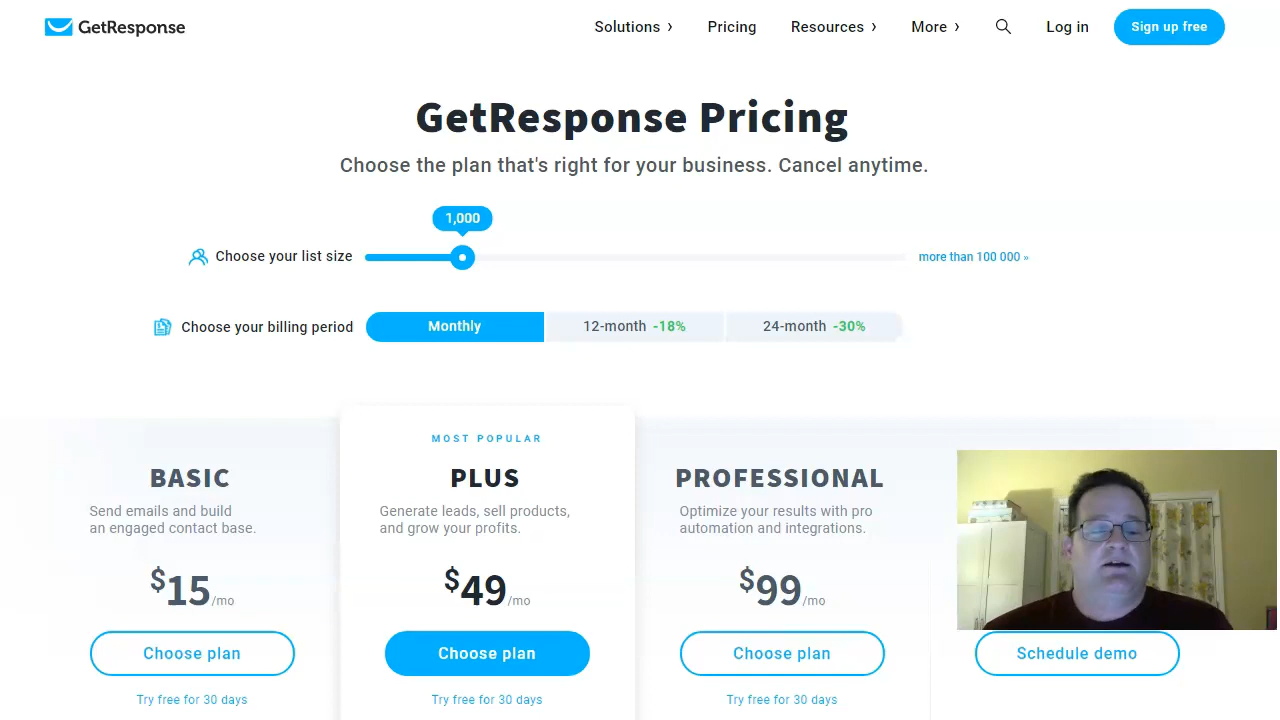 GetResponse
Solutions › Pricing Resources › More › Log in Sign up free
GetResponse Pricing
Choose the plan that's right for your business. Cancel anytime.
1,000
Choose your list size
more than 100 000 »
Choose your billing period
Monthly 12-month -18% 24-month -30%
BASIC
Send emails and build
an engaged contact base.
$15/mo
Choose plan
Try free for 30 days
MOST POPULAR
PLUS
Generate leads, sell products,
and grow your profits.
$49/mo
Choose plan
Try free for 30 days
PROFESSIONAL
Optimize your results with pro
automation and integrations.
$99/mo
Choose plan
Try free for 30 days
Schedule demo